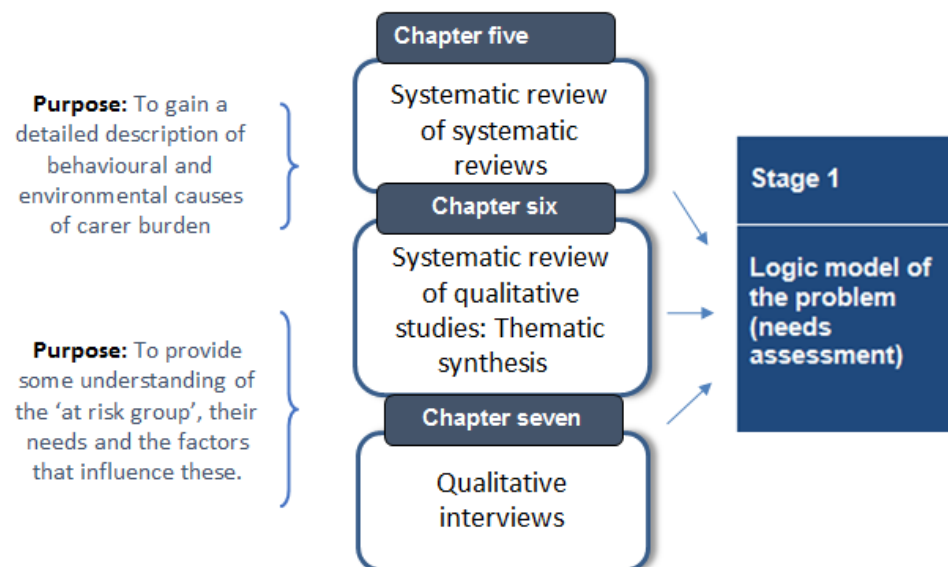 Chapter five
Systematic review
of systematic
reviews
Purpose: To gain a
detailed description of
behavioural and
environmental causes
of carer burden
Chapter six
Systematic review
of qualitative
studies: Thematic
synthesis
Purpose: To provide
some understanding of
the ‘at risk group’, their
needs and the factors
that influence these.
Chapter seven
Qualitative
interviews
Stage 1
Logic model of
the problem
(needs
assessment)